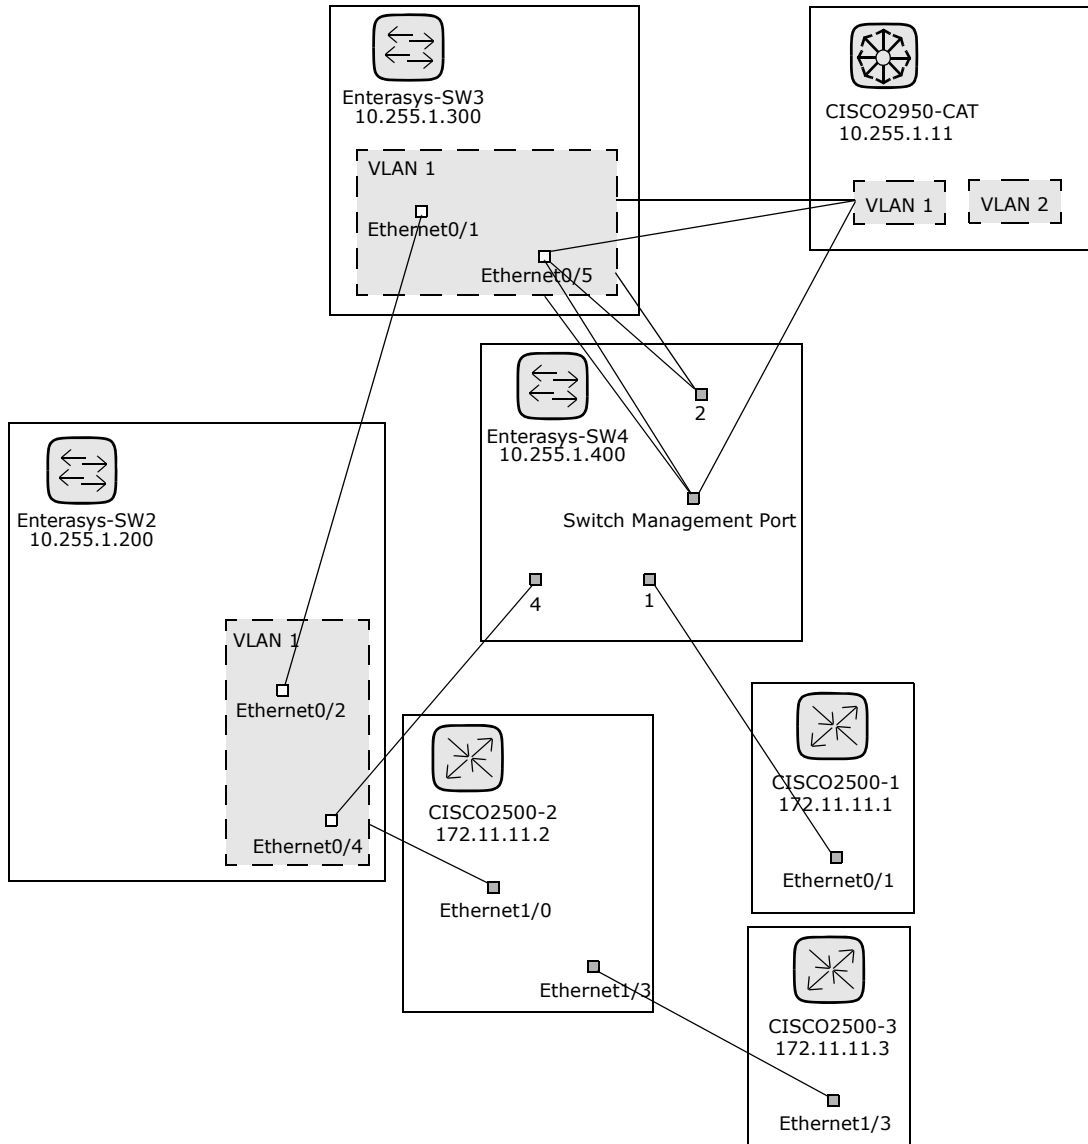 Enterasys-SW3
10.255.1.300
VLAN 1
Ethernet0/1
Ethernet0/5
CISCO2950-CAT
10.255.1.11
VLAN 1
VLAN 2
Enterasys-SW4
10.255.1.400
2
Switch Management Port
4
1
Enterasys-SW2
10.255.1.200
VLAN 1
Ethernet0/2
Ethernet0/4
CISCO2500-2
172.11.11.2
Ethernet1/0
Ethernet1/3
CISCO2500-1
172.11.11.1
Ethernet0/1
CISCO2500-3
172.11.11.3
Ethernet1/3